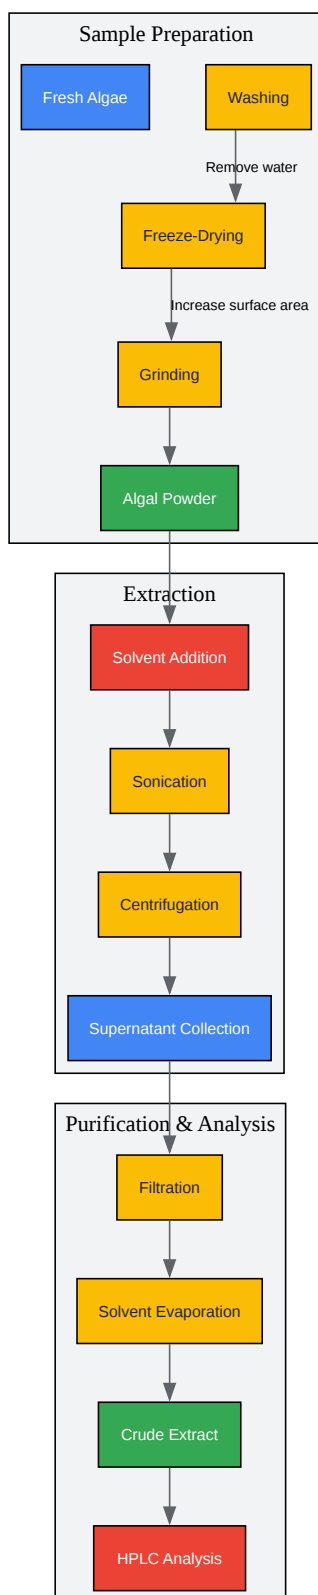 Sample Preparation
Fresh Algae
Washing
Remove water
Freeze-Drying
Increase surface area
Grinding
Algal Powder
Extraction
Solvent Addition
Sonication
Centrifugation
Supernatant Collection
Purification & Analysis
Filtration
Solvent Evaporation
Crude Extract
HPLC Analysis